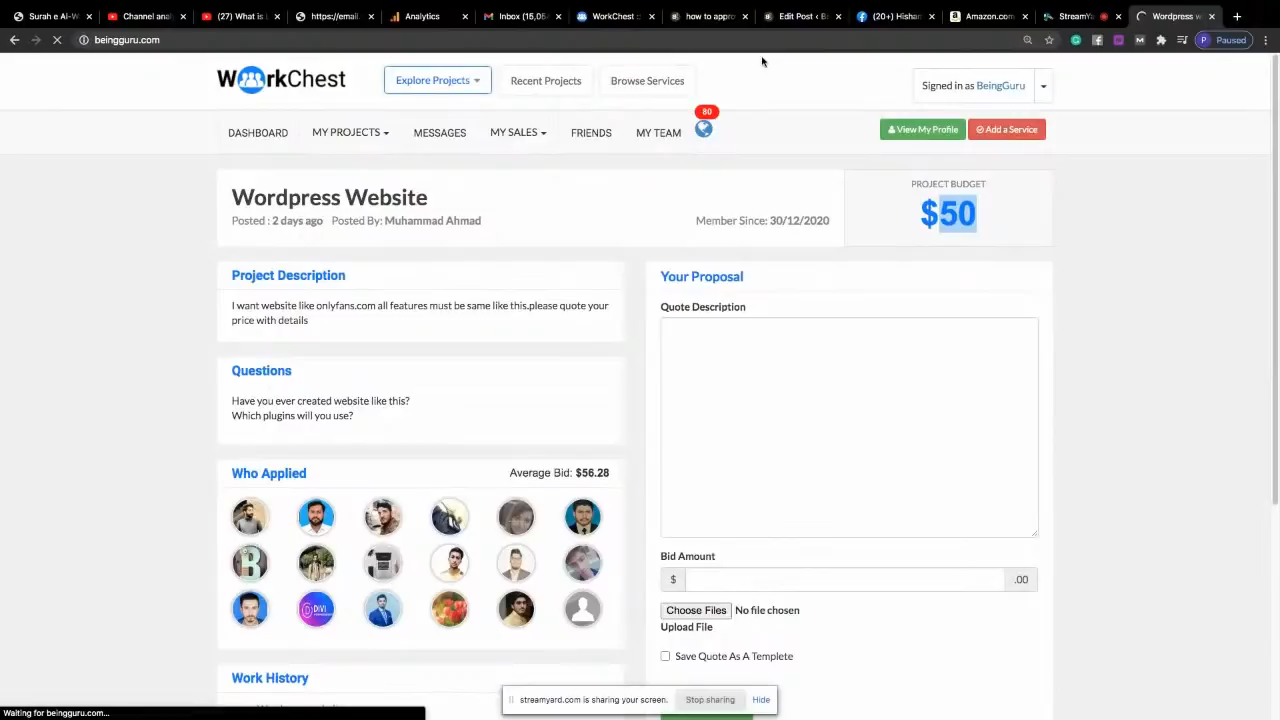 Surah e Al-W
Channel anal
(27) What is
https://email.
Analytics
Inbox (15,08
WorkChest ::
how to appro
Edit Post ‹ B
(20+) Hisham
Amazon.com
StreamYa
Wordpress w
beingguru.com
Paused
WorkChest
Explore Projects
Recent Projects
Browse Services
Signed in as BeingGuru
80
DASHBOARD
MY PROJECTS
MESSAGES
MY SALES
FRIENDS
MY TEAM
View My Profile
Add a Service
Wordpress Website
Posted : 2 days ago Posted By: Muhammad Ahmad
Member Since: 30/12/2020
PROJECT BUDGET
$50
Project Description
I want website like onlyfans.com all features must be same like this.please quote your
price with details
Questions
Have you ever created website like this?
Which plugins will you use?
Who Applied
Average Bid: $56.28
B
DIVI
Work History
Your Proposal
Quote Description
Bid Amount
$
.00
Choose Files No file chosen
Upload File
Save Quote As A Templete
streamyard.com is sharing your screen.
Stop sharing
Hide
Waiting for beingguru.com...